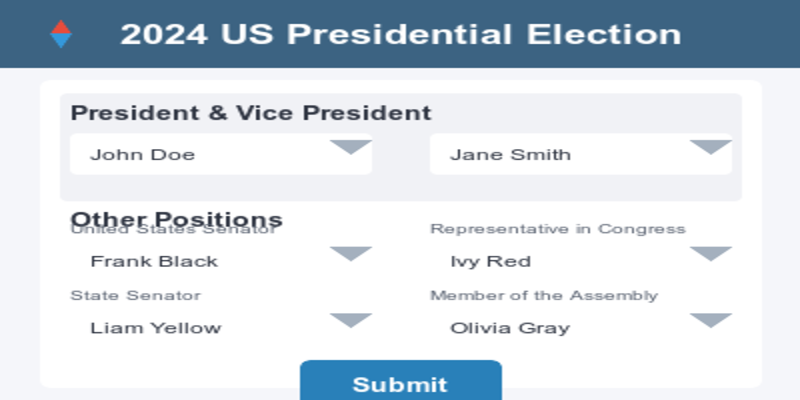 2024 US Presidential Election
President & Vice President
John Doe
Jane Smith
Other Positions
United States Senator
Representative in Congress
Frank Black
Ivy Red
State Senator
Member of the Assembly
Liam Yellow
Olivia Gray
Submit